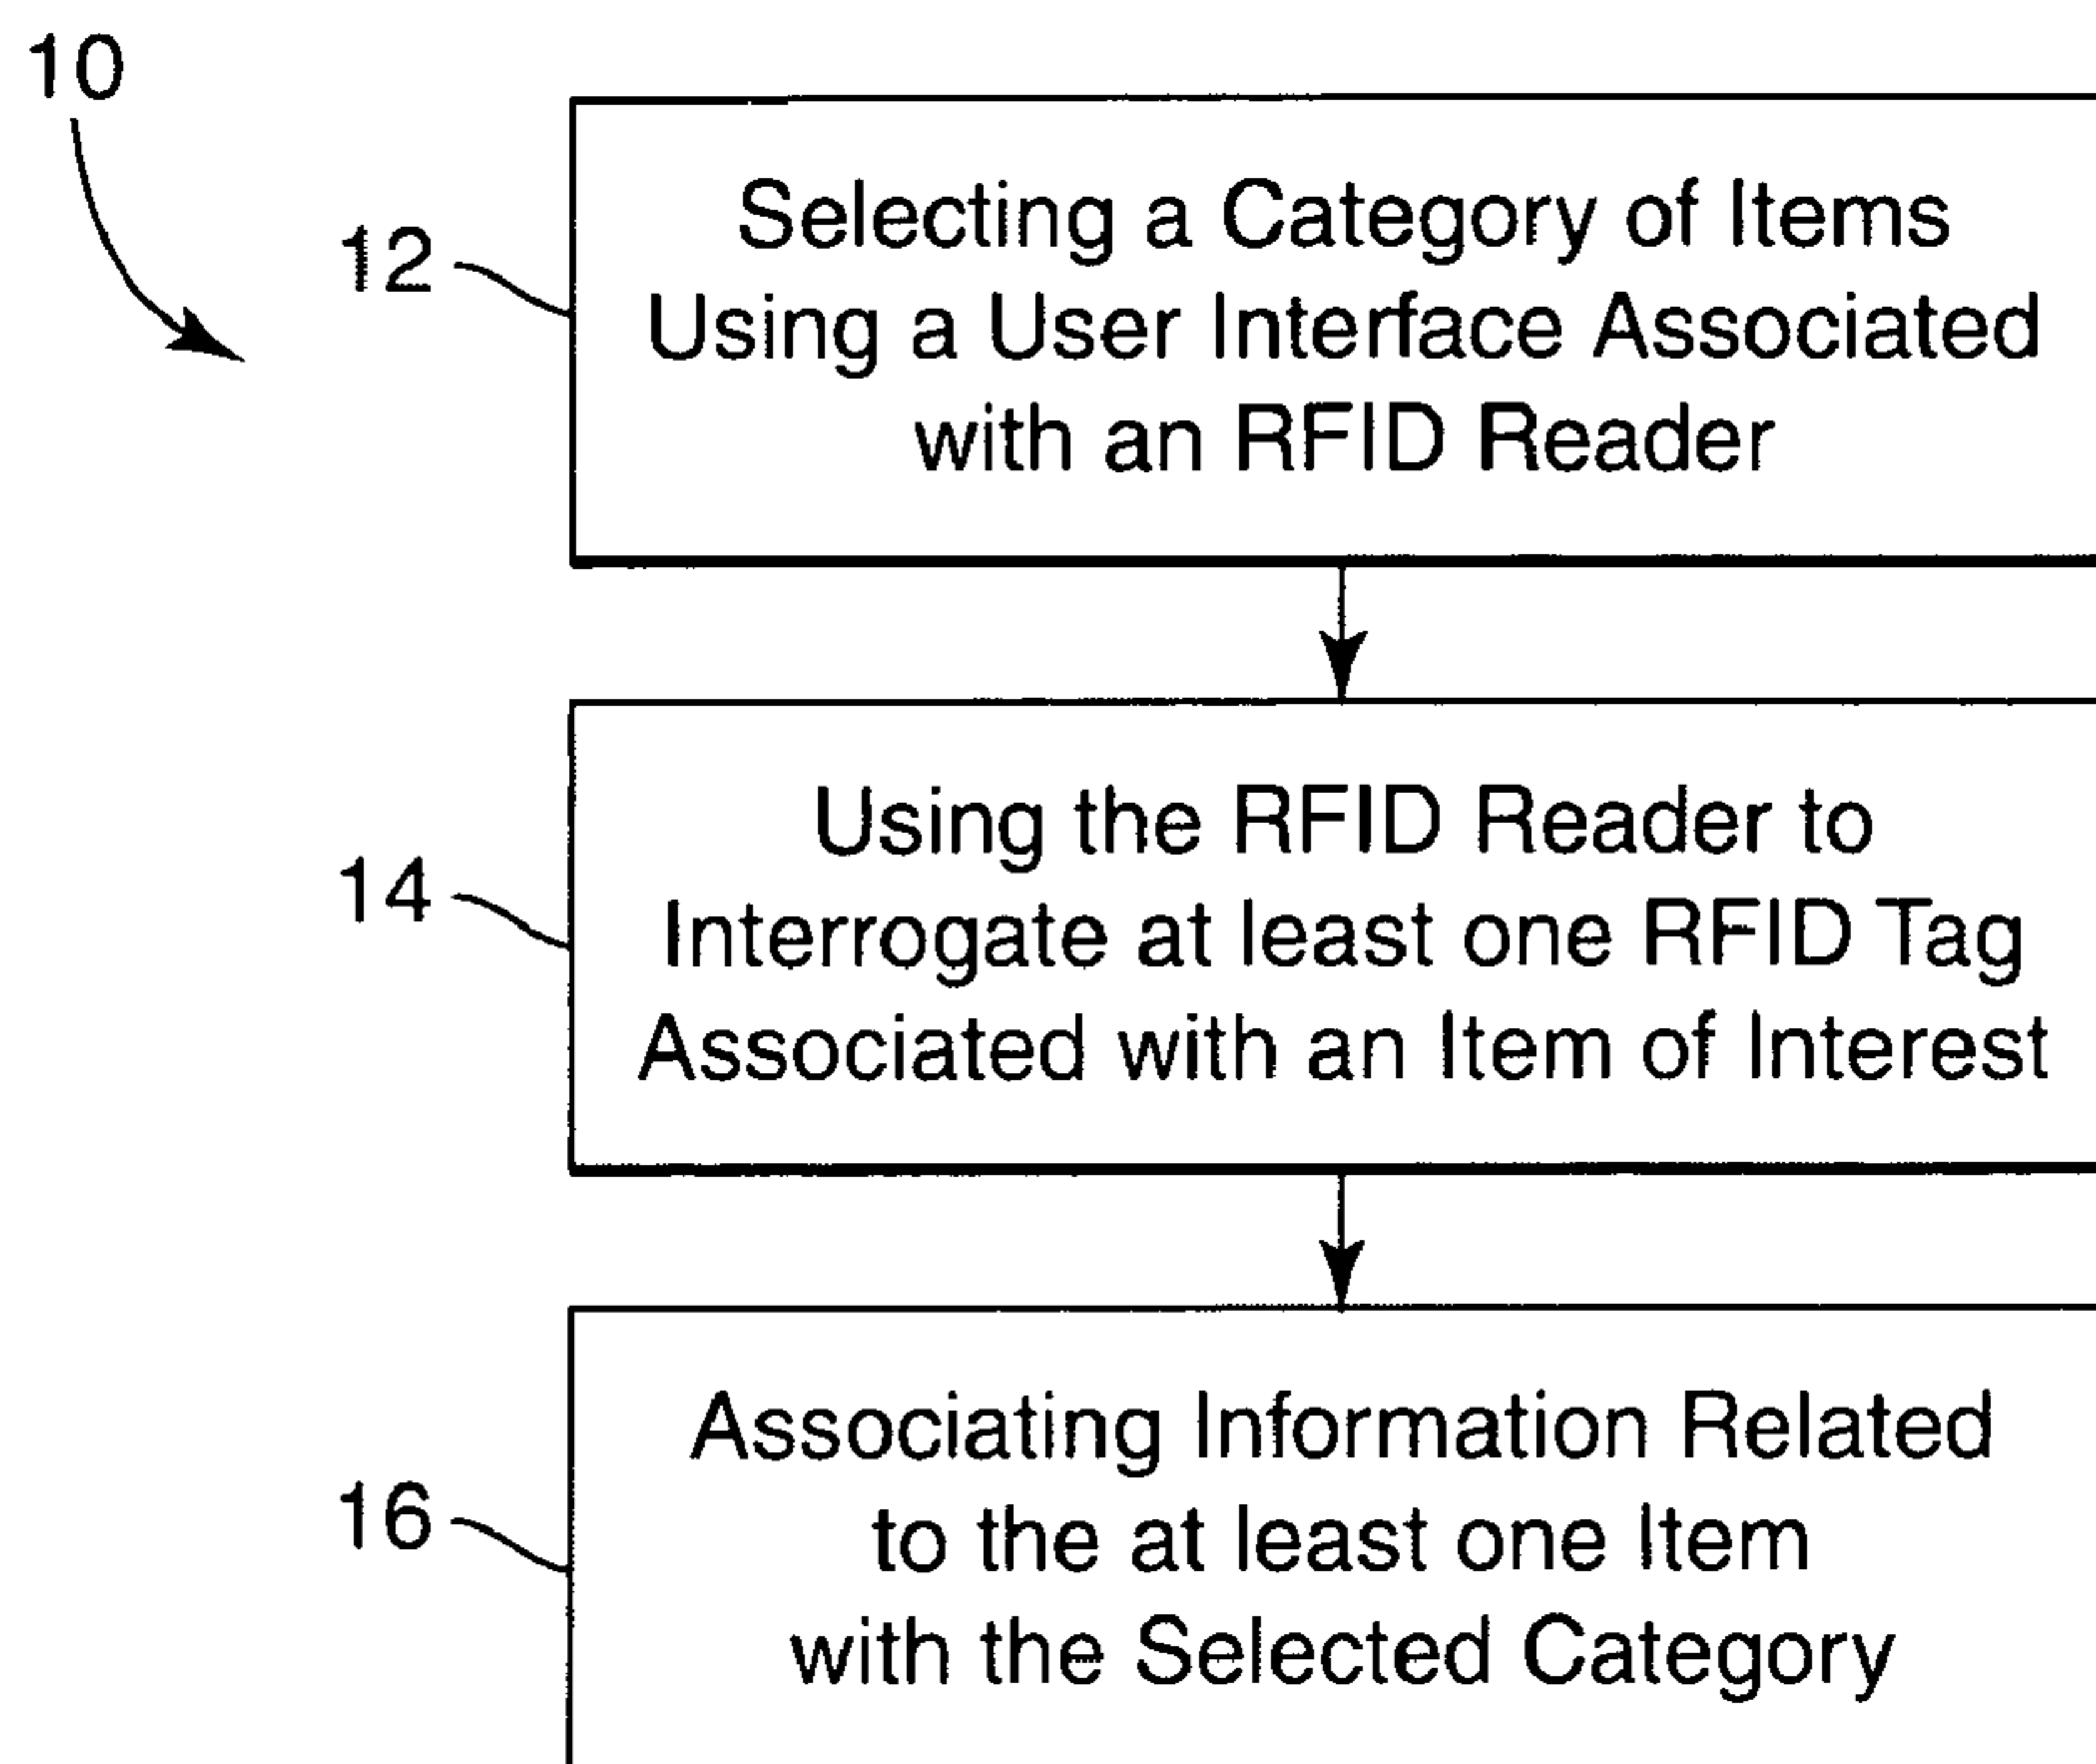 10
12
Selecting a Category of Items
Using a User Interface Associated
with an RFID Reader
14
Using the RFID Reader to
Interrogate at least one RFID Tag
Associated with an Item of Interest
16
Associating Information Related
to the at least one Item
with the Selected Category